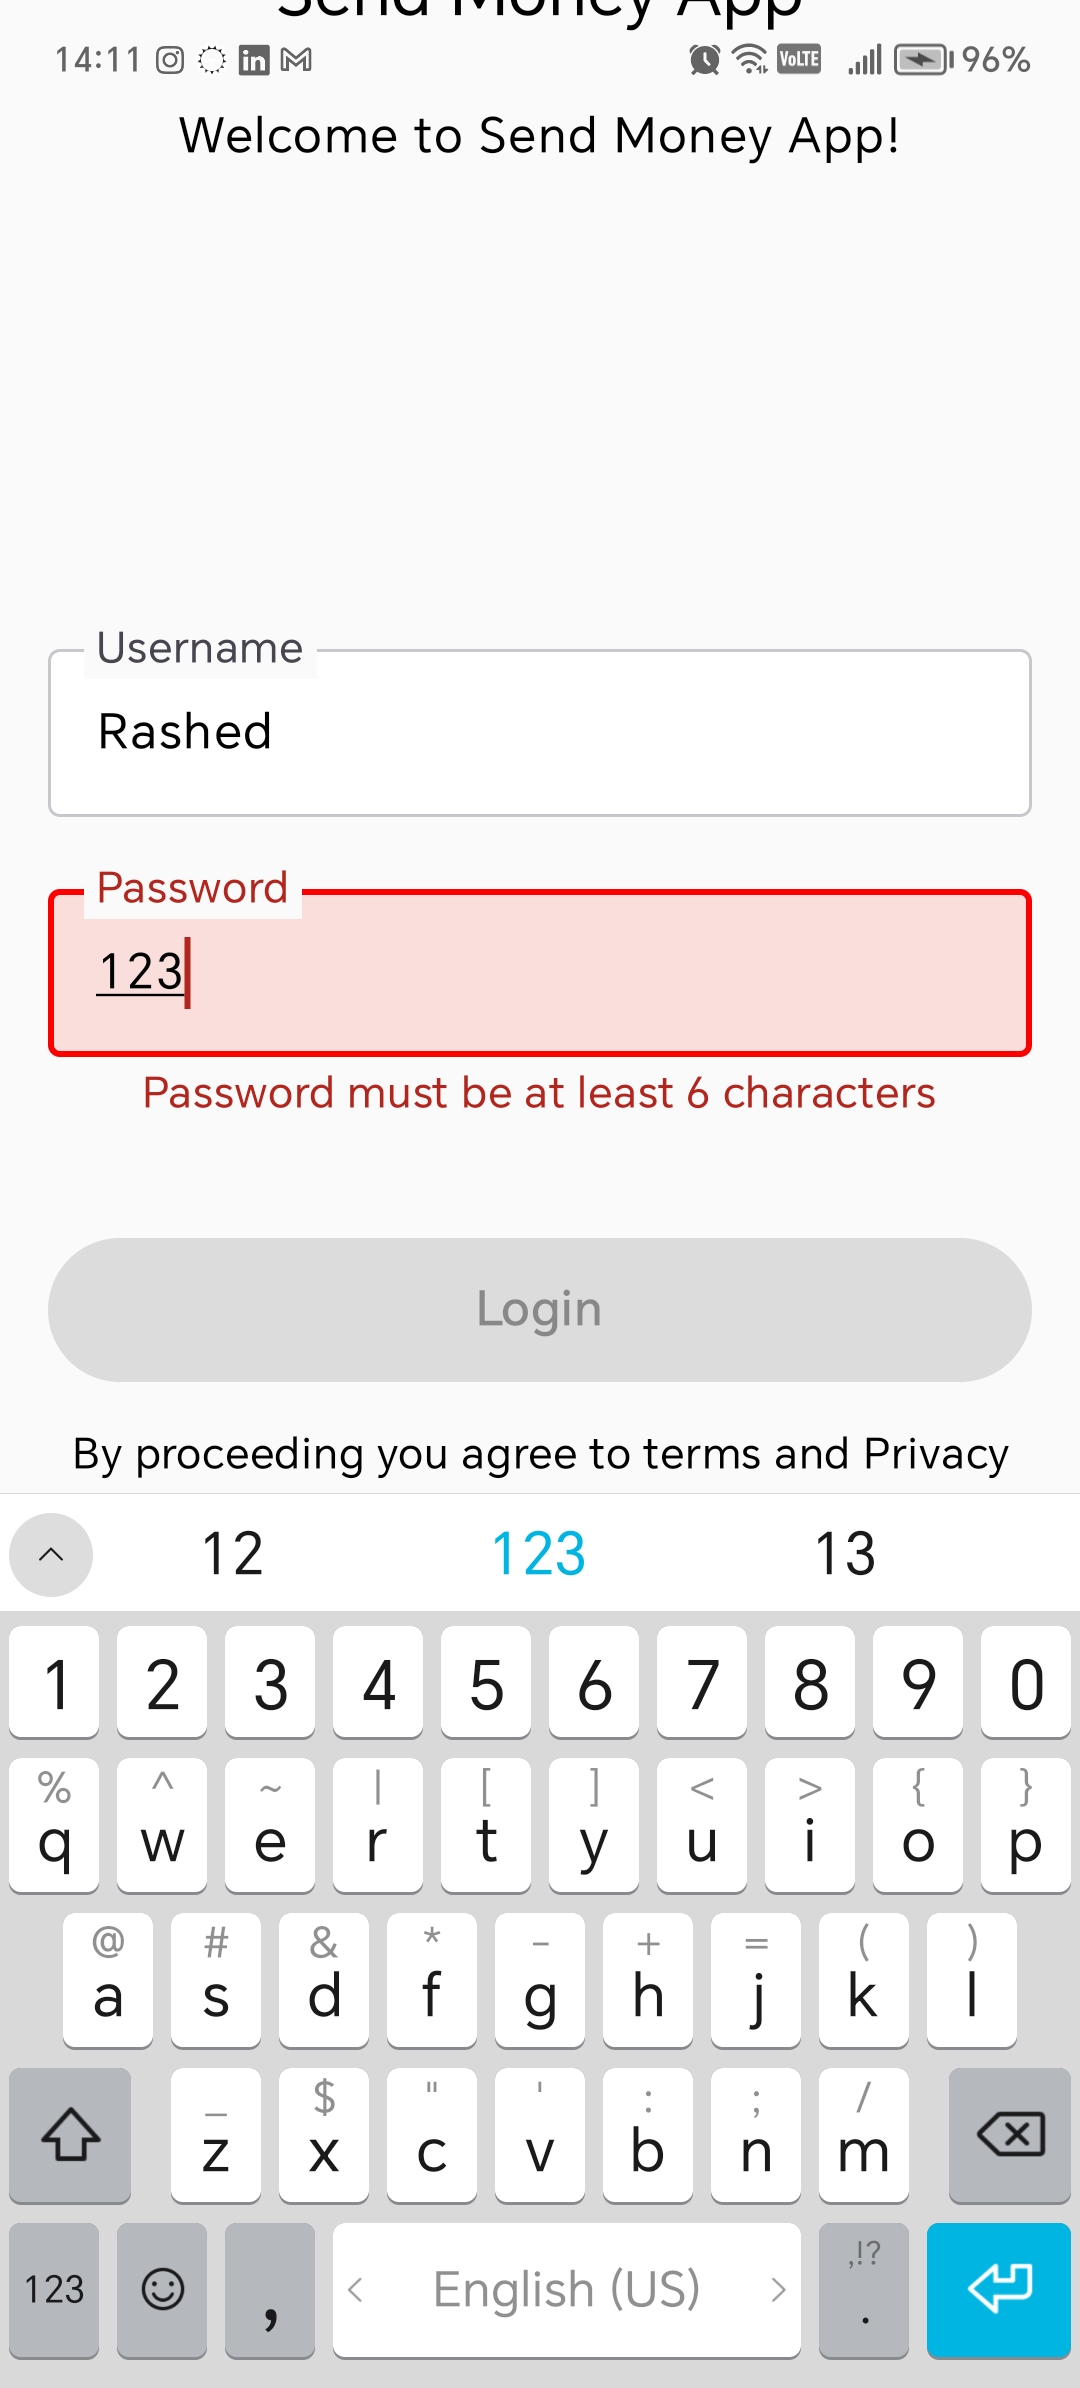 Send Money App
14:11 in VoLTE 96%
Welcome to Send Money App!
Username
Rashed
Password
123
Password must be at least 6 characters
Login
By proceeding you agree to terms and Privacy
12 123 13
1 2 3 4 5 6 7 8 9 0
% ^ ~ | [ ] < > { }
q w e r t y u i o p
@ # & * - + = ( )
a s d f g h j k l
_ $ " ' : ; /
z x c v b n m
,!?
123 , < English (US) > .